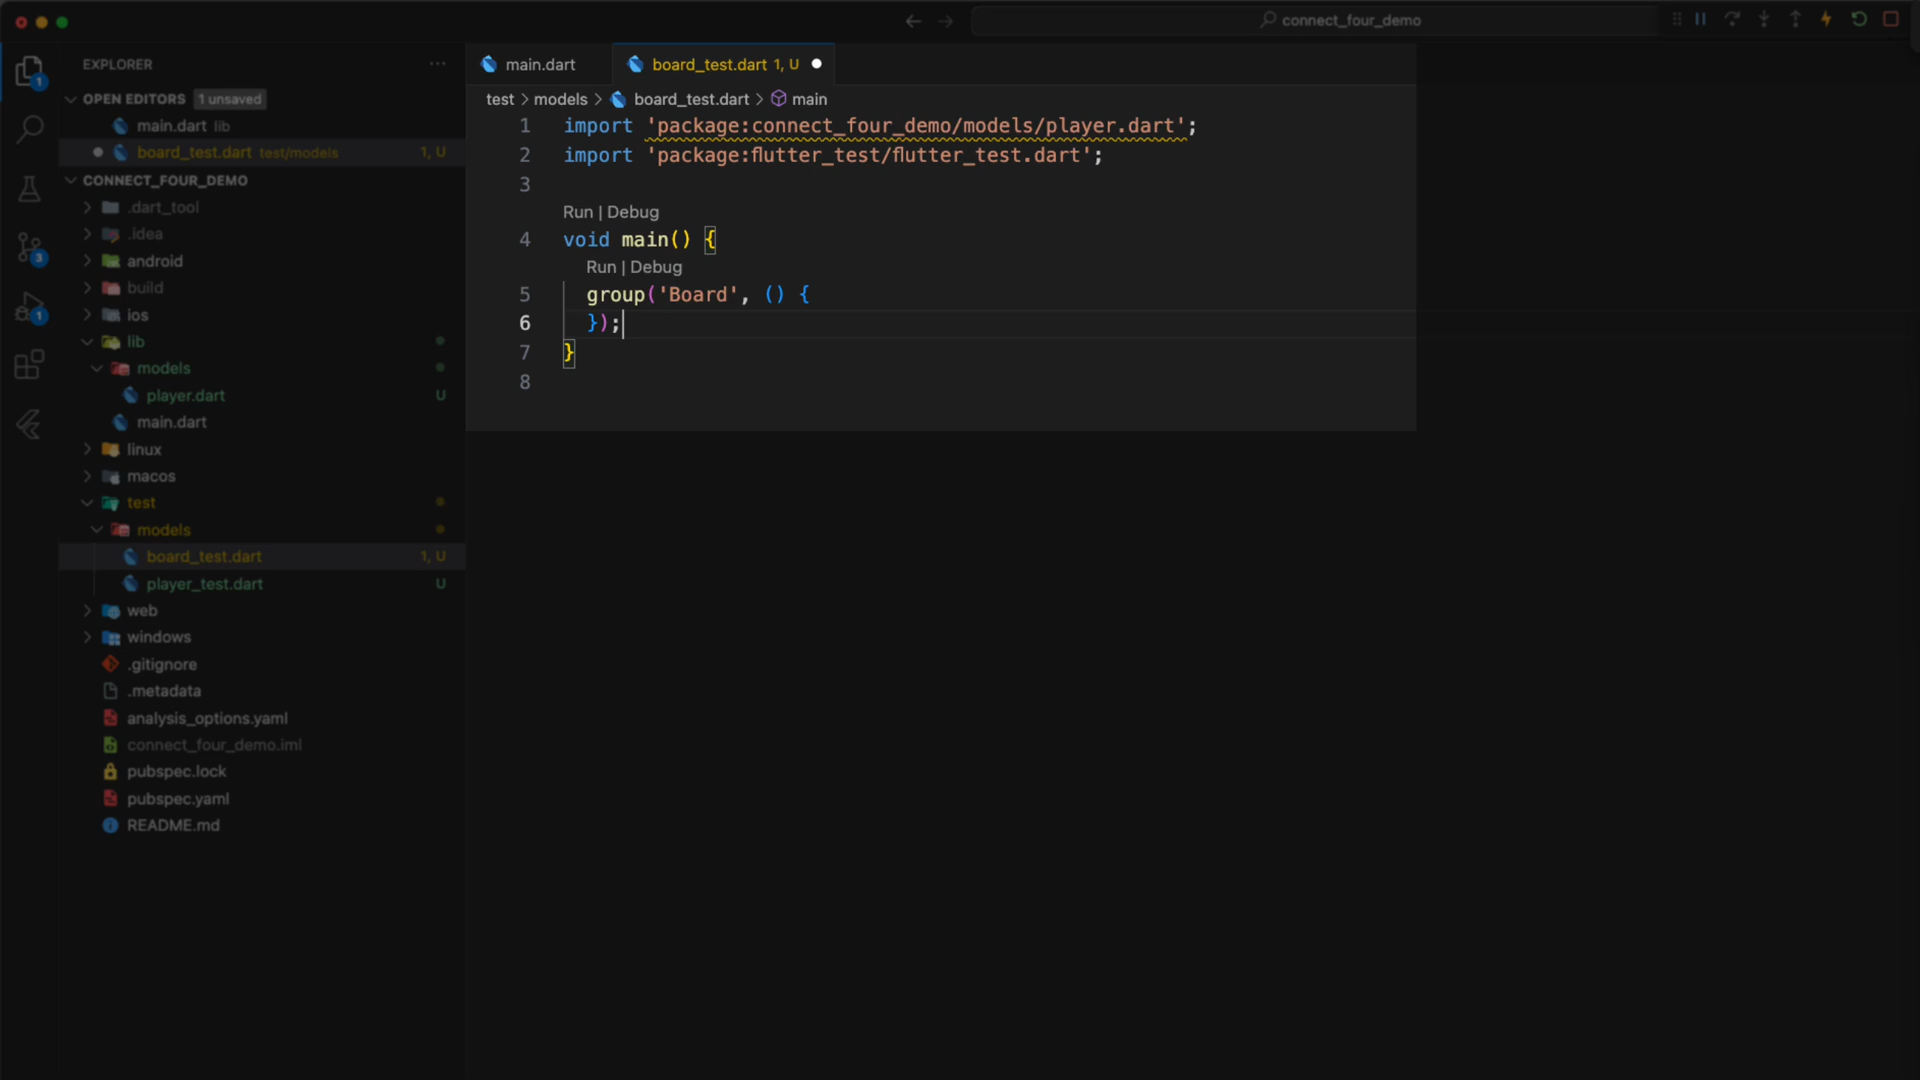 connect_four_demo
EXPLORER
OPEN EDITORS 1 unsaved
main.dart lib
board_test.dart test/models 1, U
CONNECT_FOUR_DEMO
.dart_tool
.idea
android
build
ios
lib
models
player.dart U
main.dart
linux
macos
test
models
board_test.dart 1, U
player_test.dart U
web
windows
.gitignore
.metadata
analysis_options.yaml
connect_four_demo.iml
pubspec.lock
pubspec.yaml
README.md
1
3
1
main.dart
board_test.dart 1, U
test > models > board_test.dart > main
1 import 'package:connect_four_demo/models/player.dart';
2 import 'package:flutter_test/flutter_test.dart';
3
Run | Debug
4 void main() {
Run | Debug
5 group('Board', () {
6 });
7 }
8